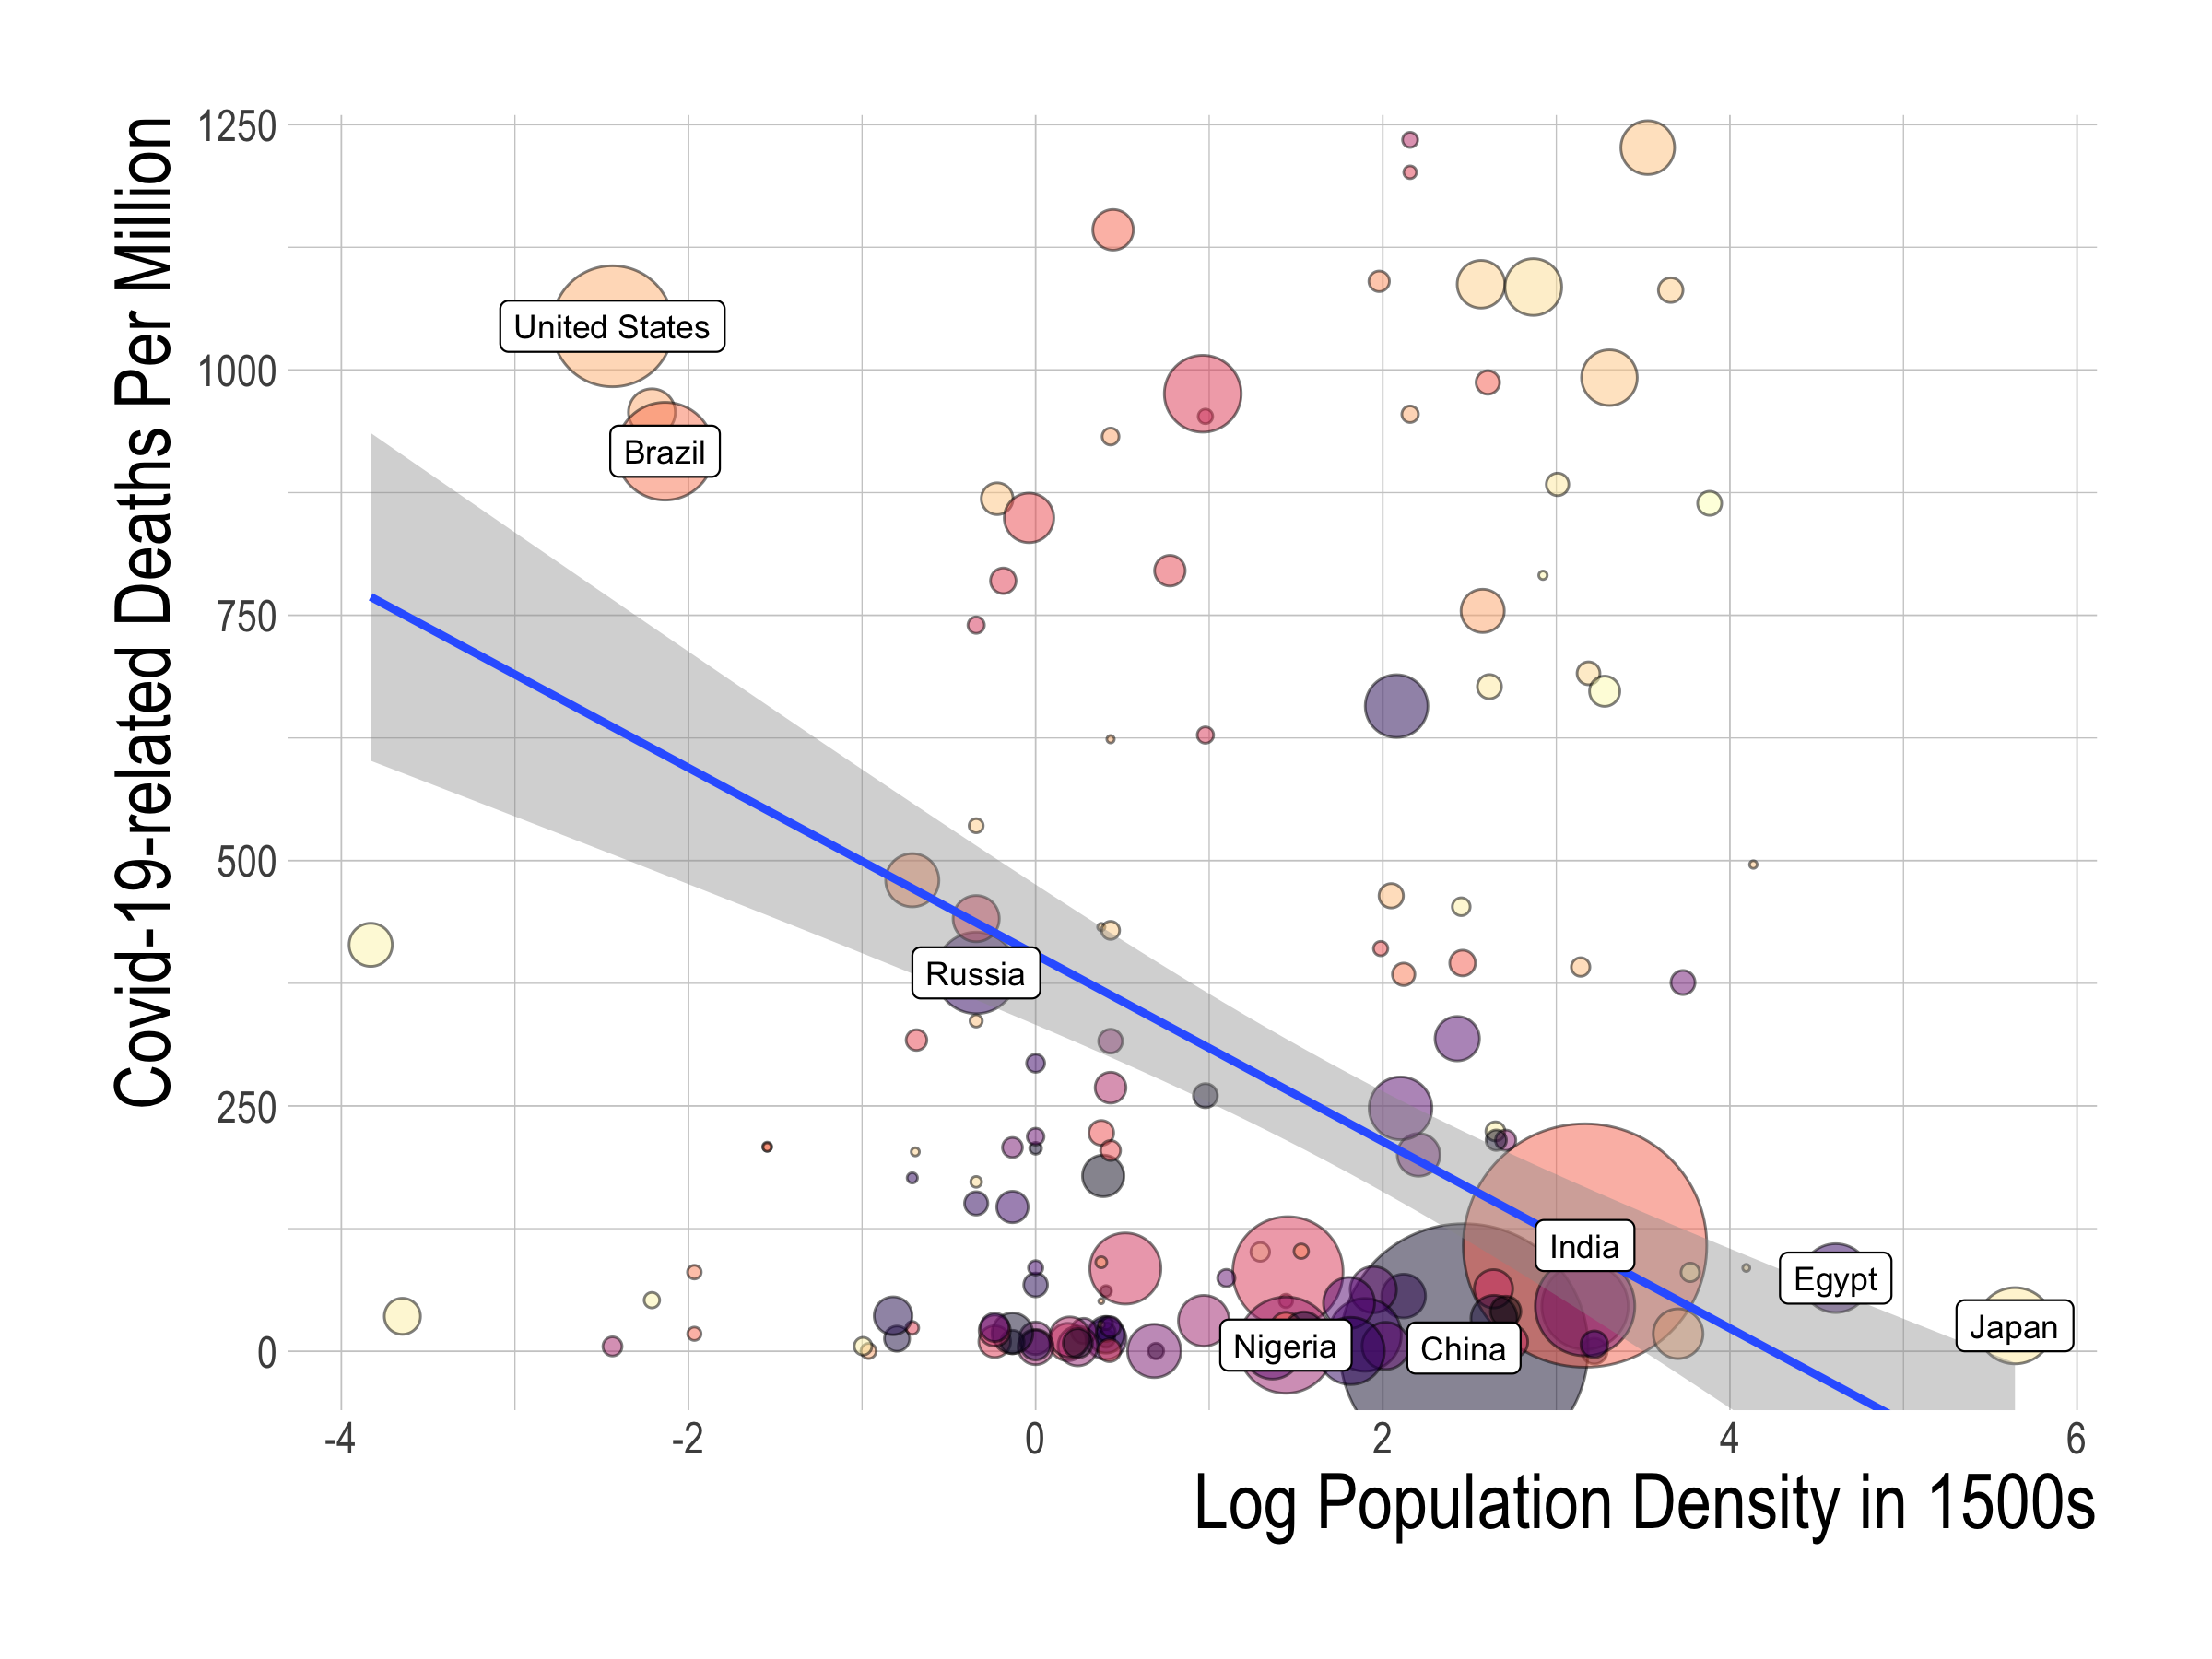 Covid-19-related Deaths Per Million
1250
1000
750
500
250
0
United States
Brazil
Russia
India
Egypt
Japan
Nigeria
China
-4 -2 0 2 4 6
Log Population Density in 1500s